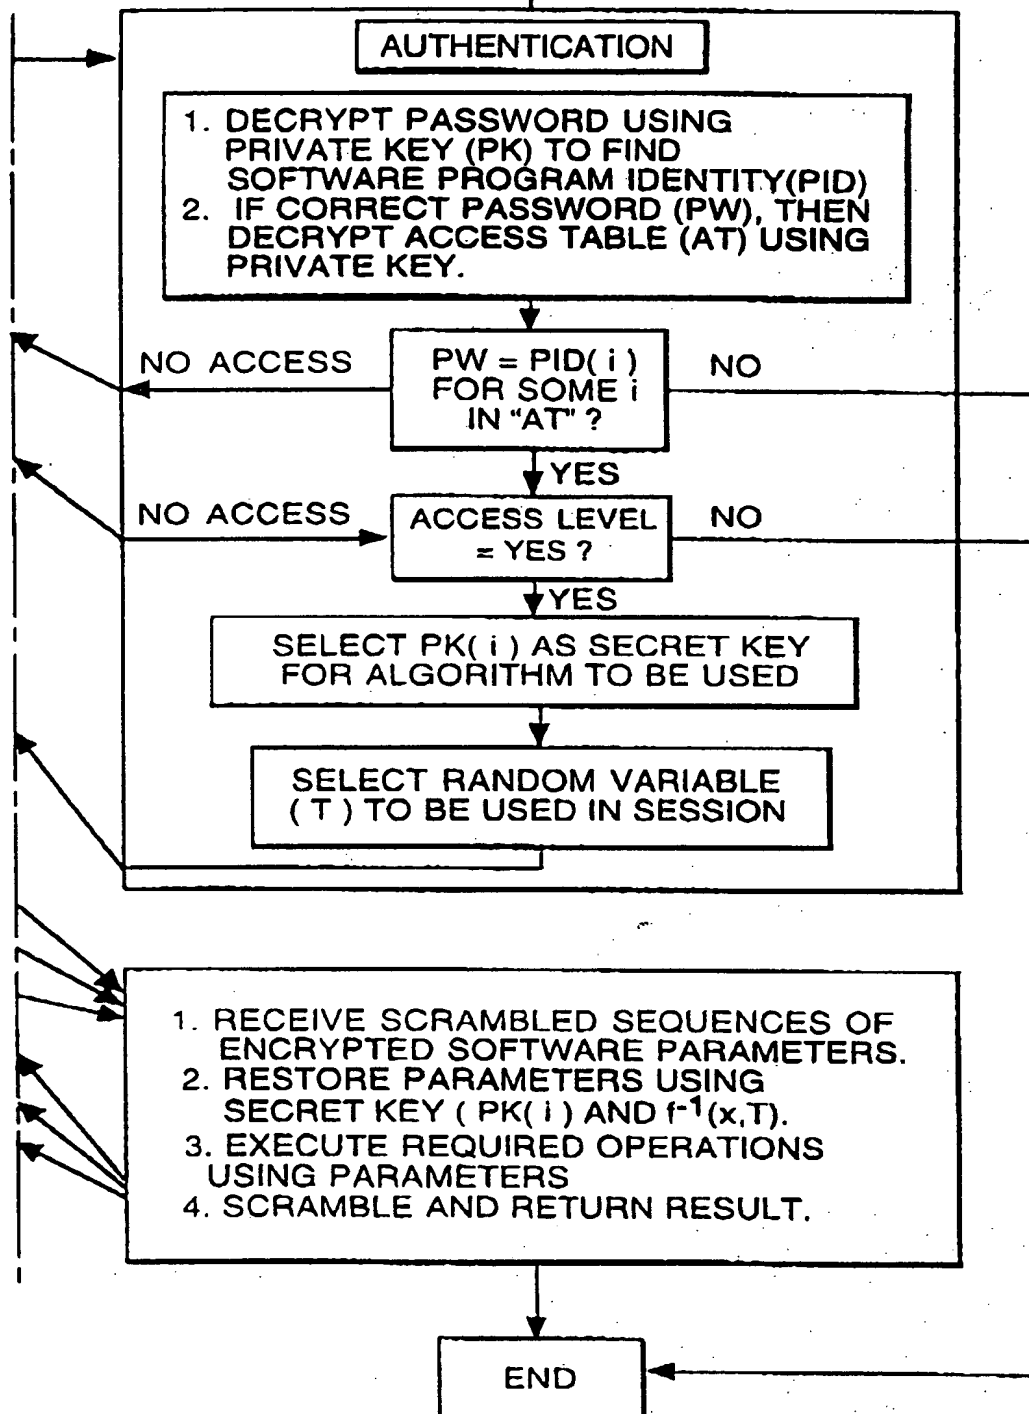 AUTHENTICATION
1. DECRYPT PASSWORD USING
PRIVATE KEY (PK) TO FIND
SOFTWARE PROGRAM IDENTITY(PID)
2. IF CORRECT PASSWORD (PW), THEN
DECRYPT ACCESS TABLE (AT) USING
PRIVATE KEY.
NO ACCESS
PW = PID( i )
FOR SOME i
IN "AT" ?
NO
YES
NO ACCESS
ACCESS LEVEL
= YES ?
NO
YES
SELECT PK( i ) AS SECRET KEY
FOR ALGORITHM TO BE USED
SELECT RANDOM VARIABLE
( T ) TO BE USED IN SESSION
1. RECEIVE SCRAMBLED SEQUENCES OF
ENCRYPTED SOFTWARE PARAMETERS.
2. RESTORE PARAMETERS USING
SECRET KEY ( PK( i ) AND f⁻¹(x,T).
3. EXECUTE REQUIRED OPERATIONS
USING PARAMETERS
4. SCRAMBLE AND RETURN RESULT.
END